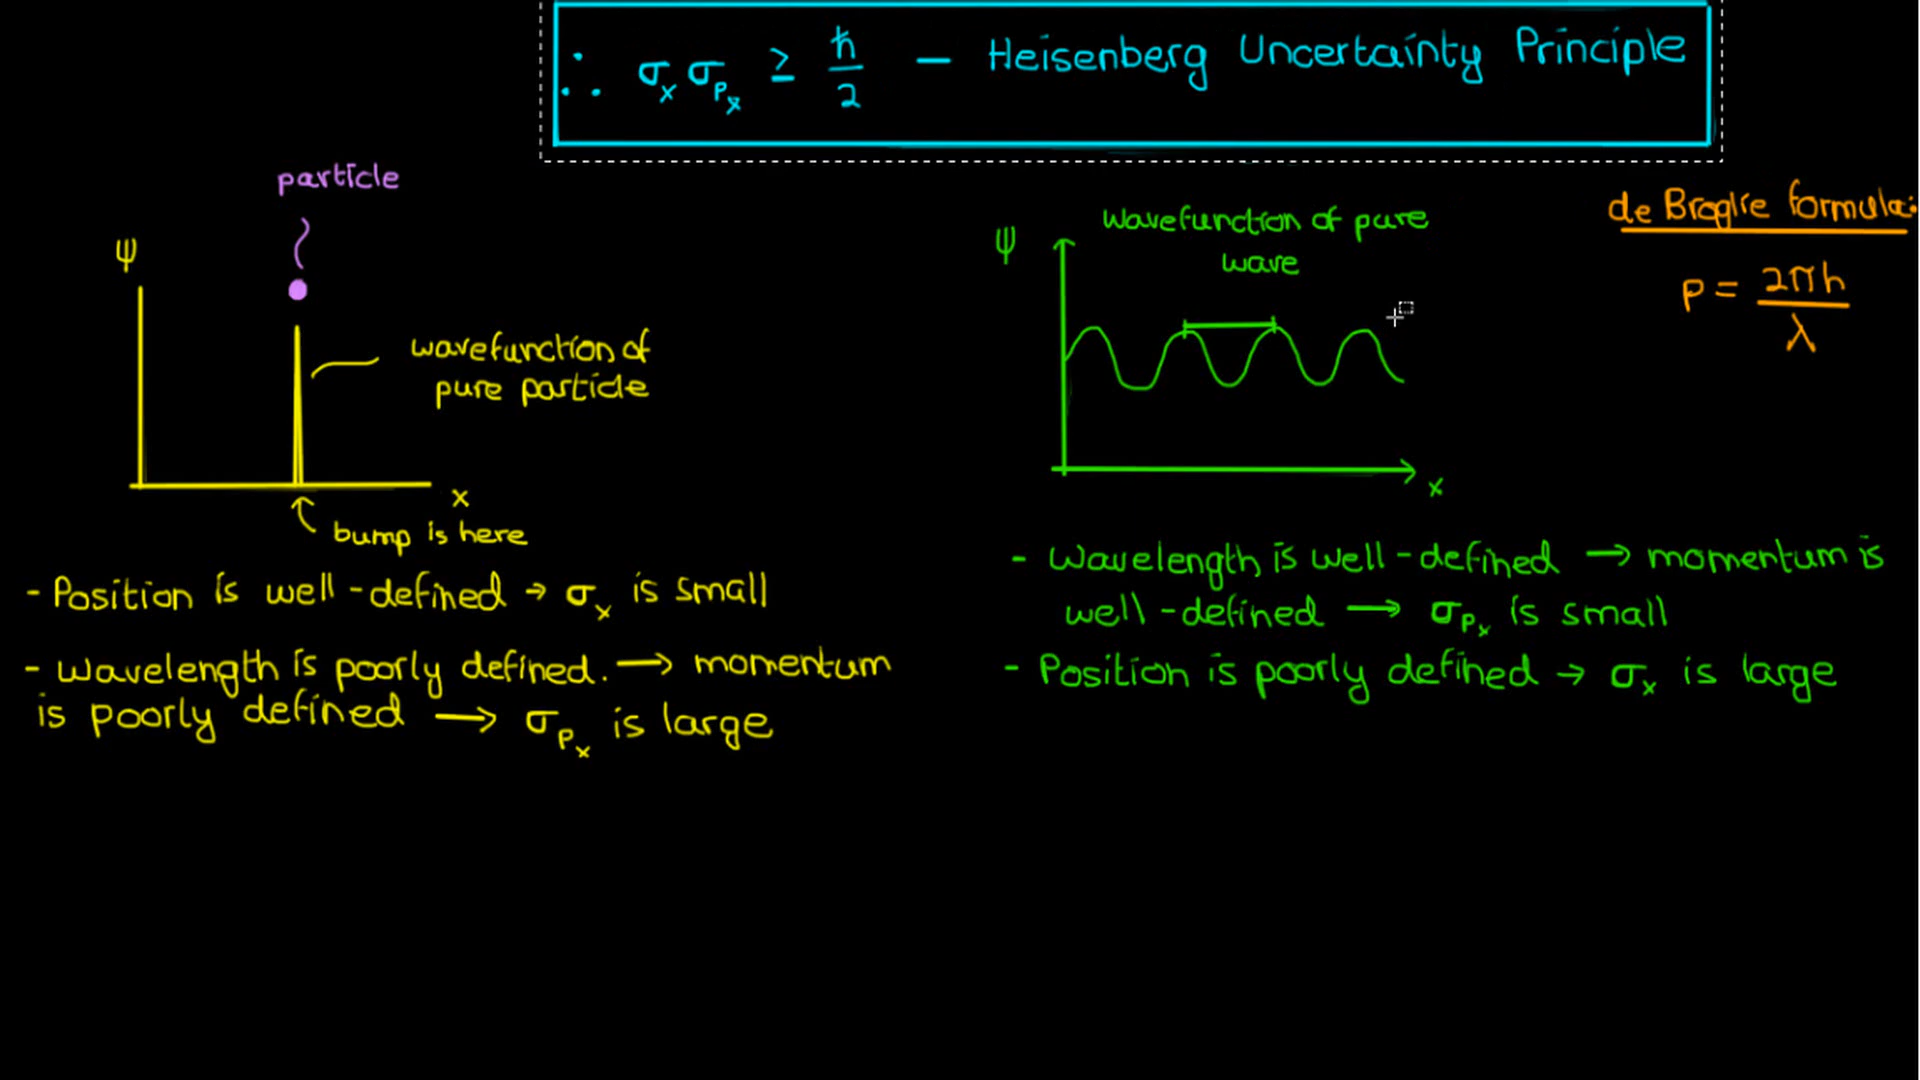 ∴ σₓ σₚₓ ≥ ℏ/2 — Heisenberg Uncertainty Principle
particle
ψ
wavefunction of
pure particle
x
bump is here
- Position is well-defined → σₓ is small
- wavelength is poorly defined. → momentum
is poorly defined → σₚₓ is large
wavefunction of pure
wave
ψ
x
- wavelength is well-defined → momentum is
well-defined → σₚₓ is small
- Position is poorly defined → σₓ is large
de Broglie formula:
p = 2πh/λ